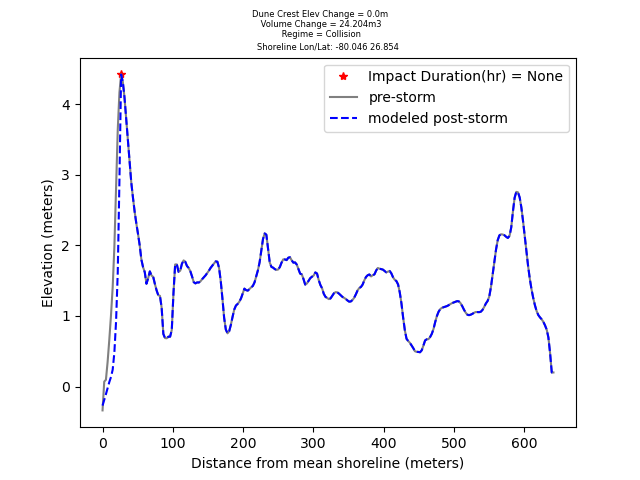 Dune Crest Elev Change = 0.0m
Volume Change = 24.204m3
Regime = Collision
Shoreline Lon/Lat: -80.046 26.854
Impact Duration(hr) = None
pre-storm
modeled post-storm
Elevation (meters)
4
3
2
1
0
0 100 200 300 400 500 600
Distance from mean shoreline (meters)